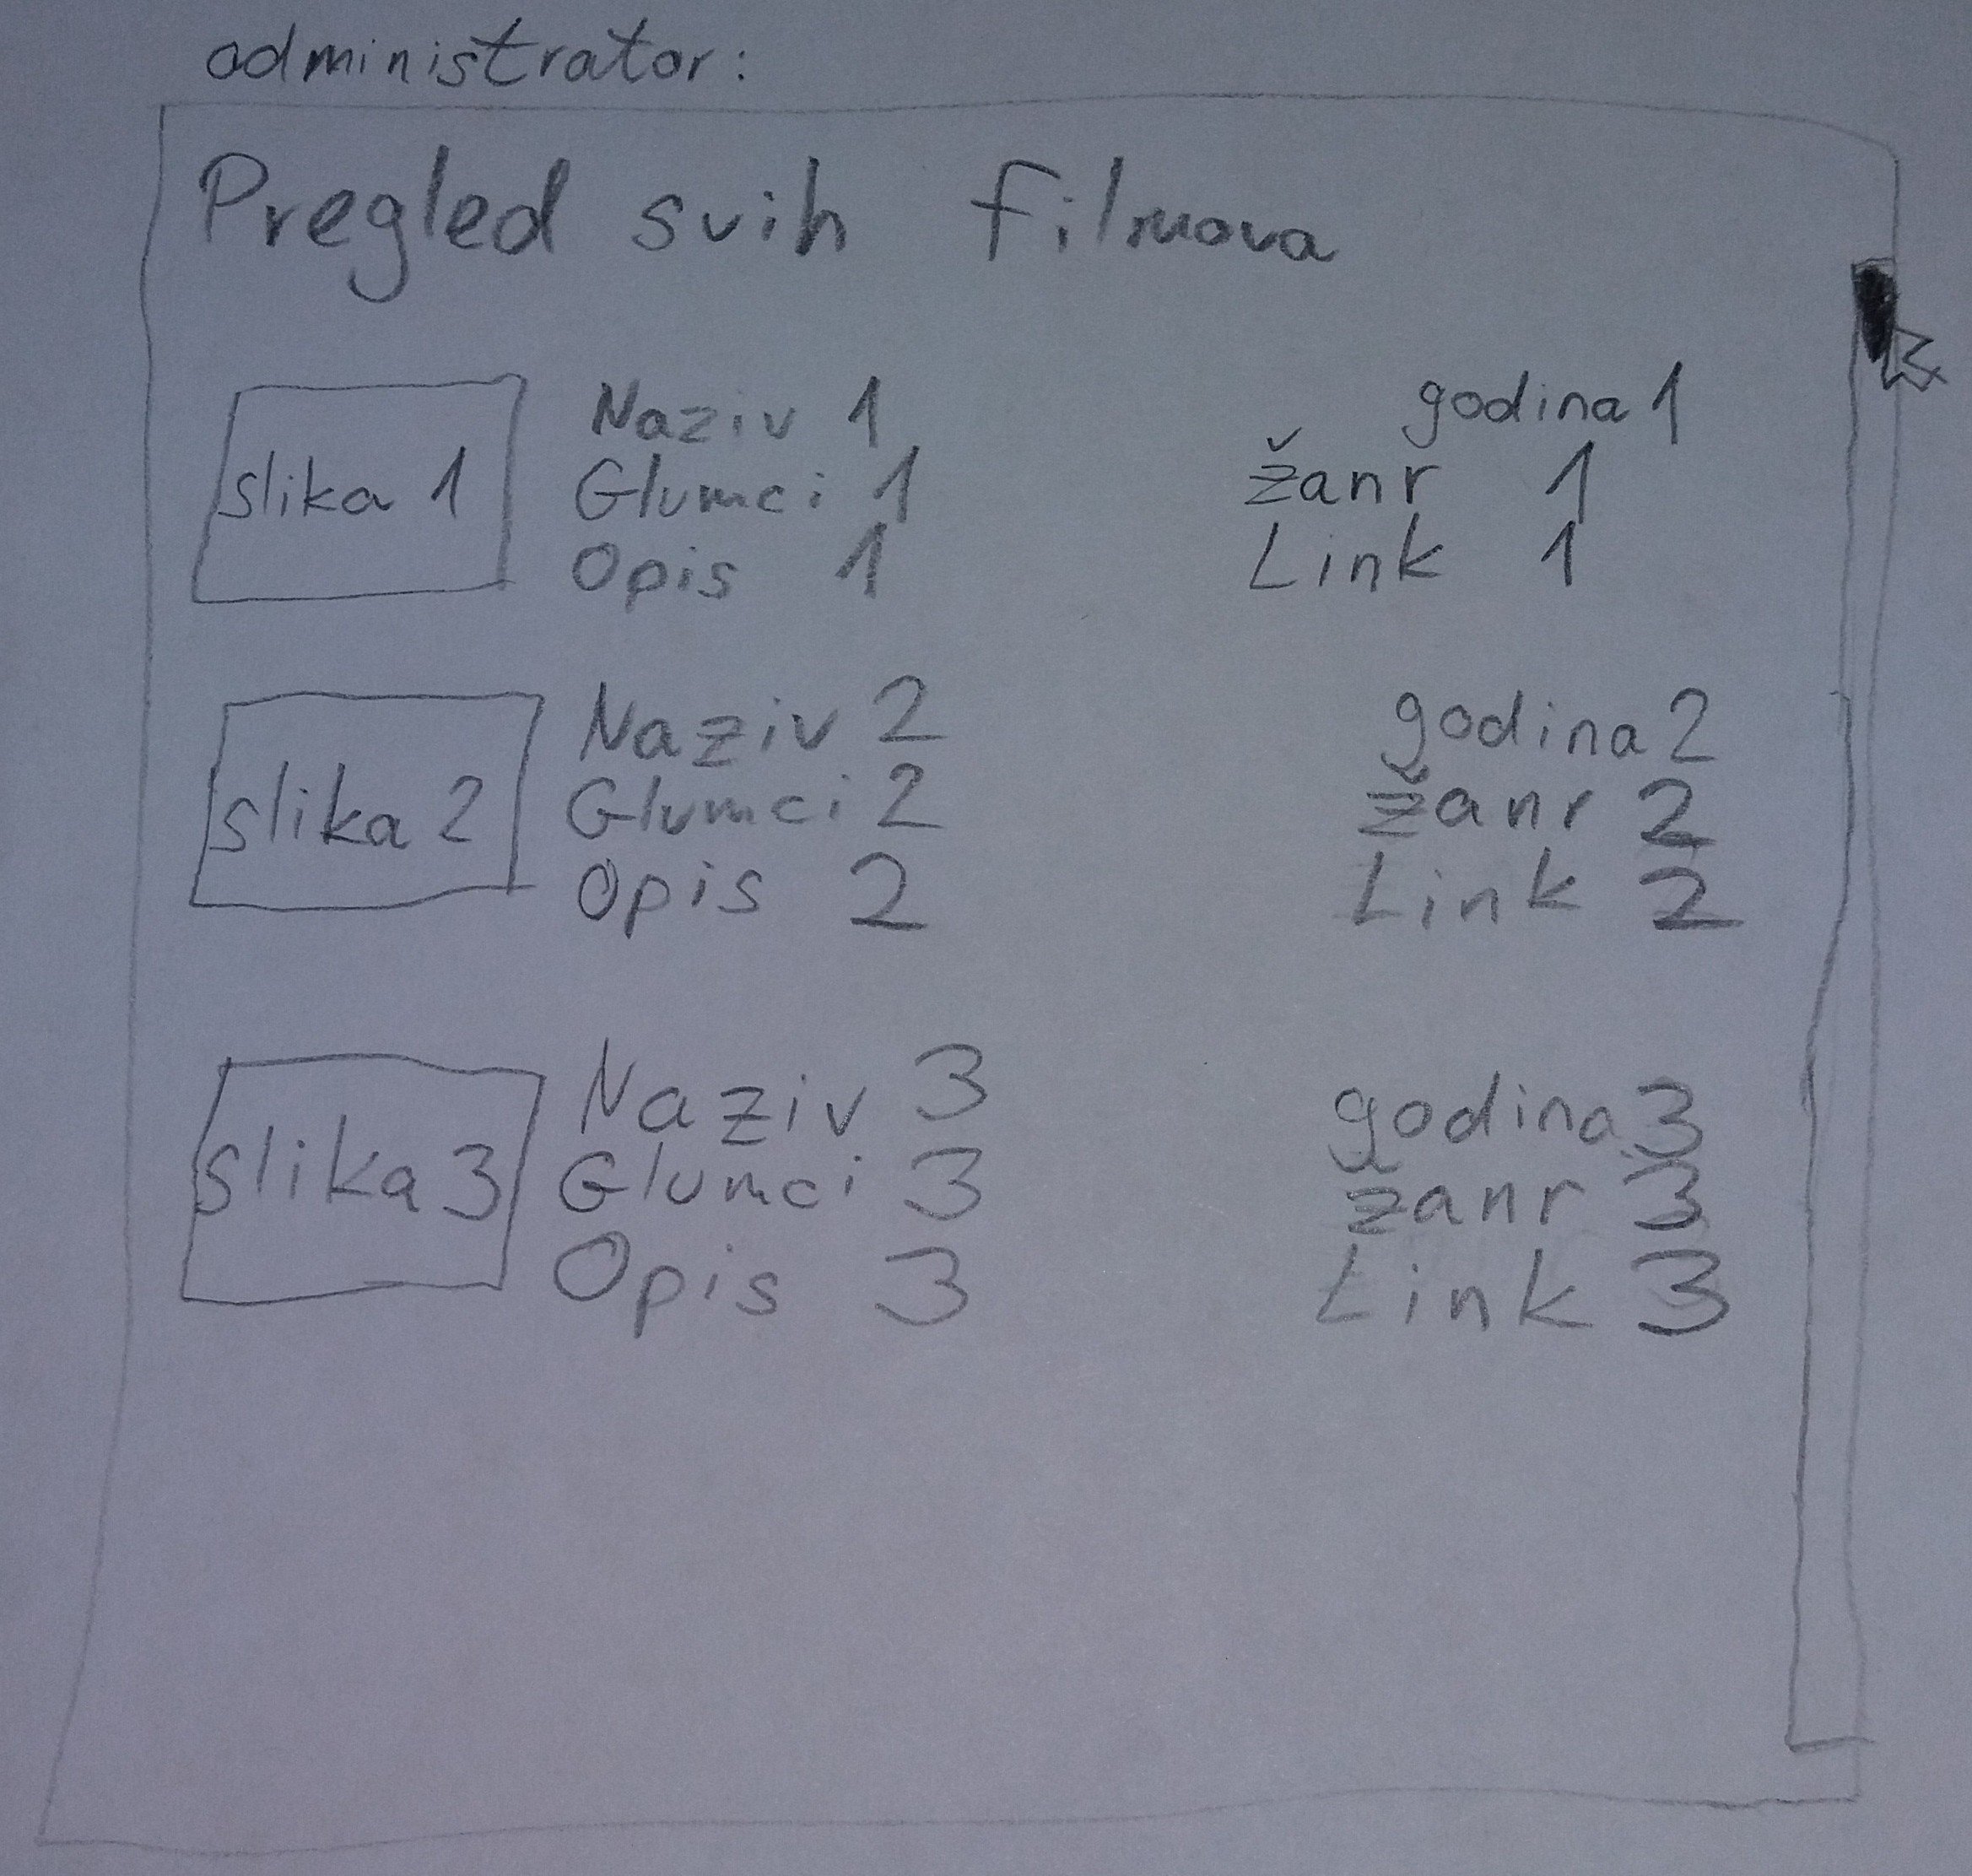 administrator:
Pregled svih filmova
slika 1
Naziv 1
Glumci 1
Opis 1
godina 1
žanr 1
Link 1
slika 2
Naziv 2
Glumci 2
Opis 2
godina 2
žanr 2
Link 2
slika 3
Naziv 3
Glumci 3
Opis 3
godina 3
žanr 3
Link 3